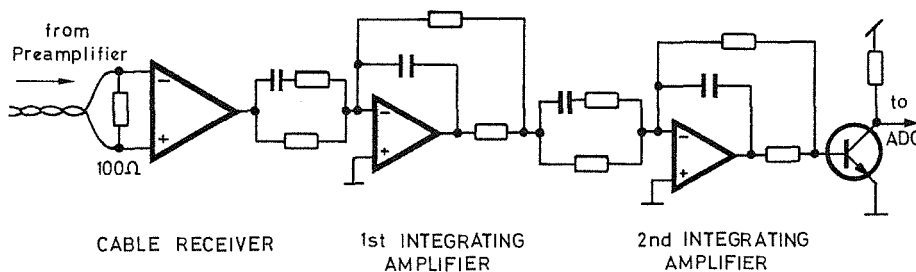 from
Preamplifier
100Ω
to
ADC
CABLE RECEIVER
1st INTEGRATING
AMPLIFIER
2nd INTEGRATING
AMPLIFIER